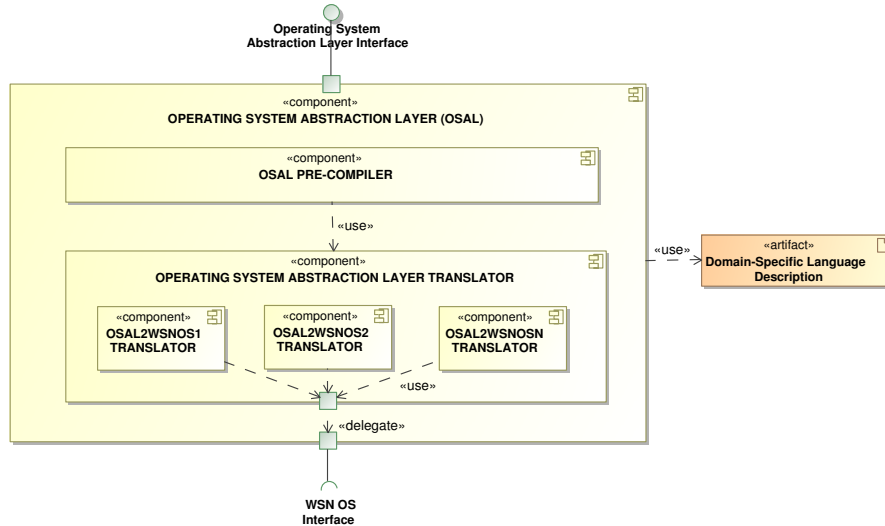 Operating System
Abstraction Layer Interface
«component»
OPERATING SYSTEM ABSTRACTION LAYER (OSAL)
«component»
OSAL PRE-COMPILER
«use»
«component»
OPERATING SYSTEM ABSTRACTION LAYER TRANSLATOR
«component»
OSAL2WSNOS1
TRANSLATOR
«component»
OSAL2WSNOS2
TRANSLATOR
«component»
OSAL2WSNOSN
TRANSLATOR
«use»
«delegate»
WSN OS
Interface
«use»
«artifact»
Domain-Specific Language
Description